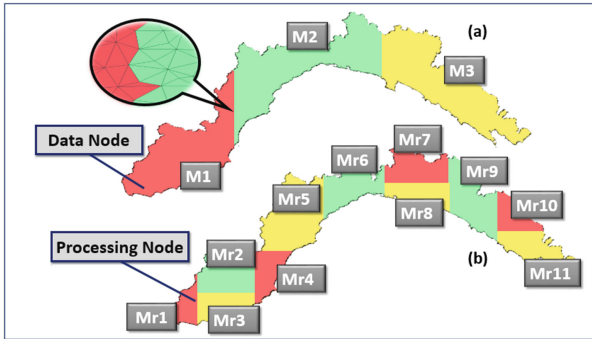 M2
(a)
M3
Data Node
M1
Mr7
Mr6
Mr9
Mr5
Mr10
Mr8
Processing Node
Mr2
(b)
Mr4
Mr11
Mr1
Mr3